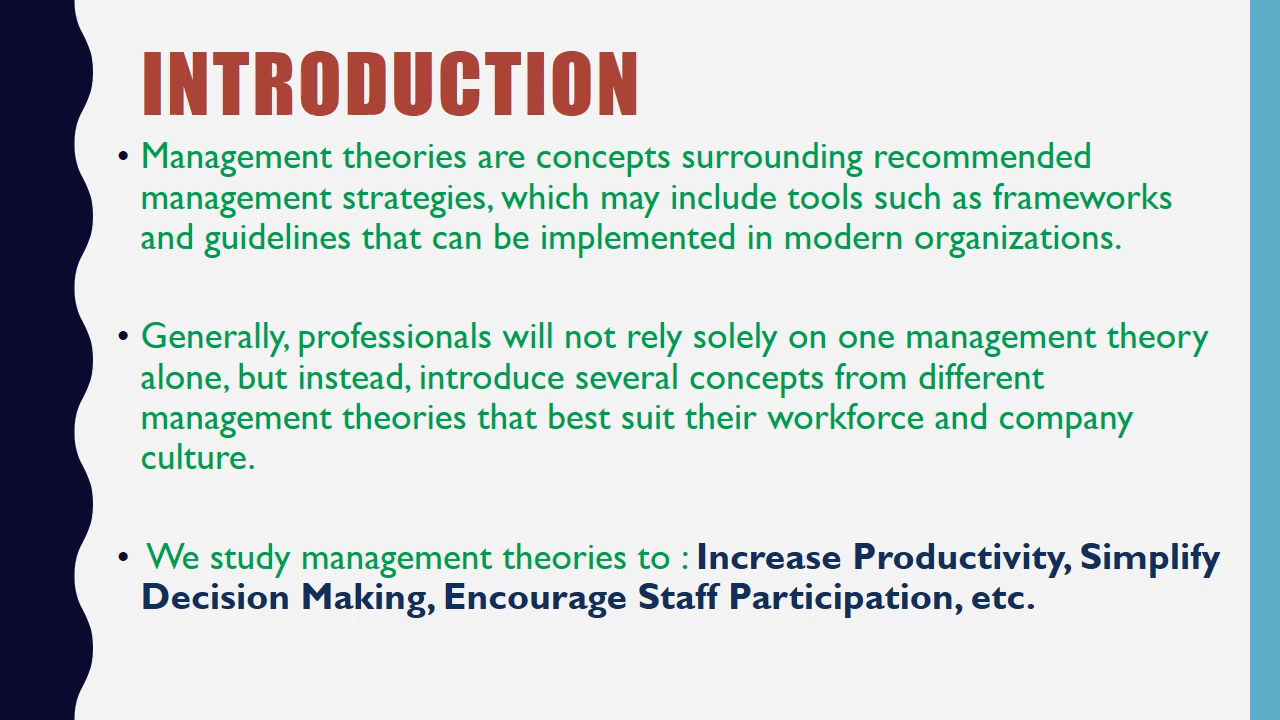 INTRODUCTION
• Management theories are concepts surrounding recommended
management strategies, which may include tools such as frameworks
and guidelines that can be implemented in modern organizations.
• Generally, professionals will not rely solely on one management theory
alone, but instead, introduce several concepts from different
management theories that best suit their workforce and company
culture.
• We study management theories to : Increase Productivity, Simplify
Decision Making, Encourage Staff Participation, etc.